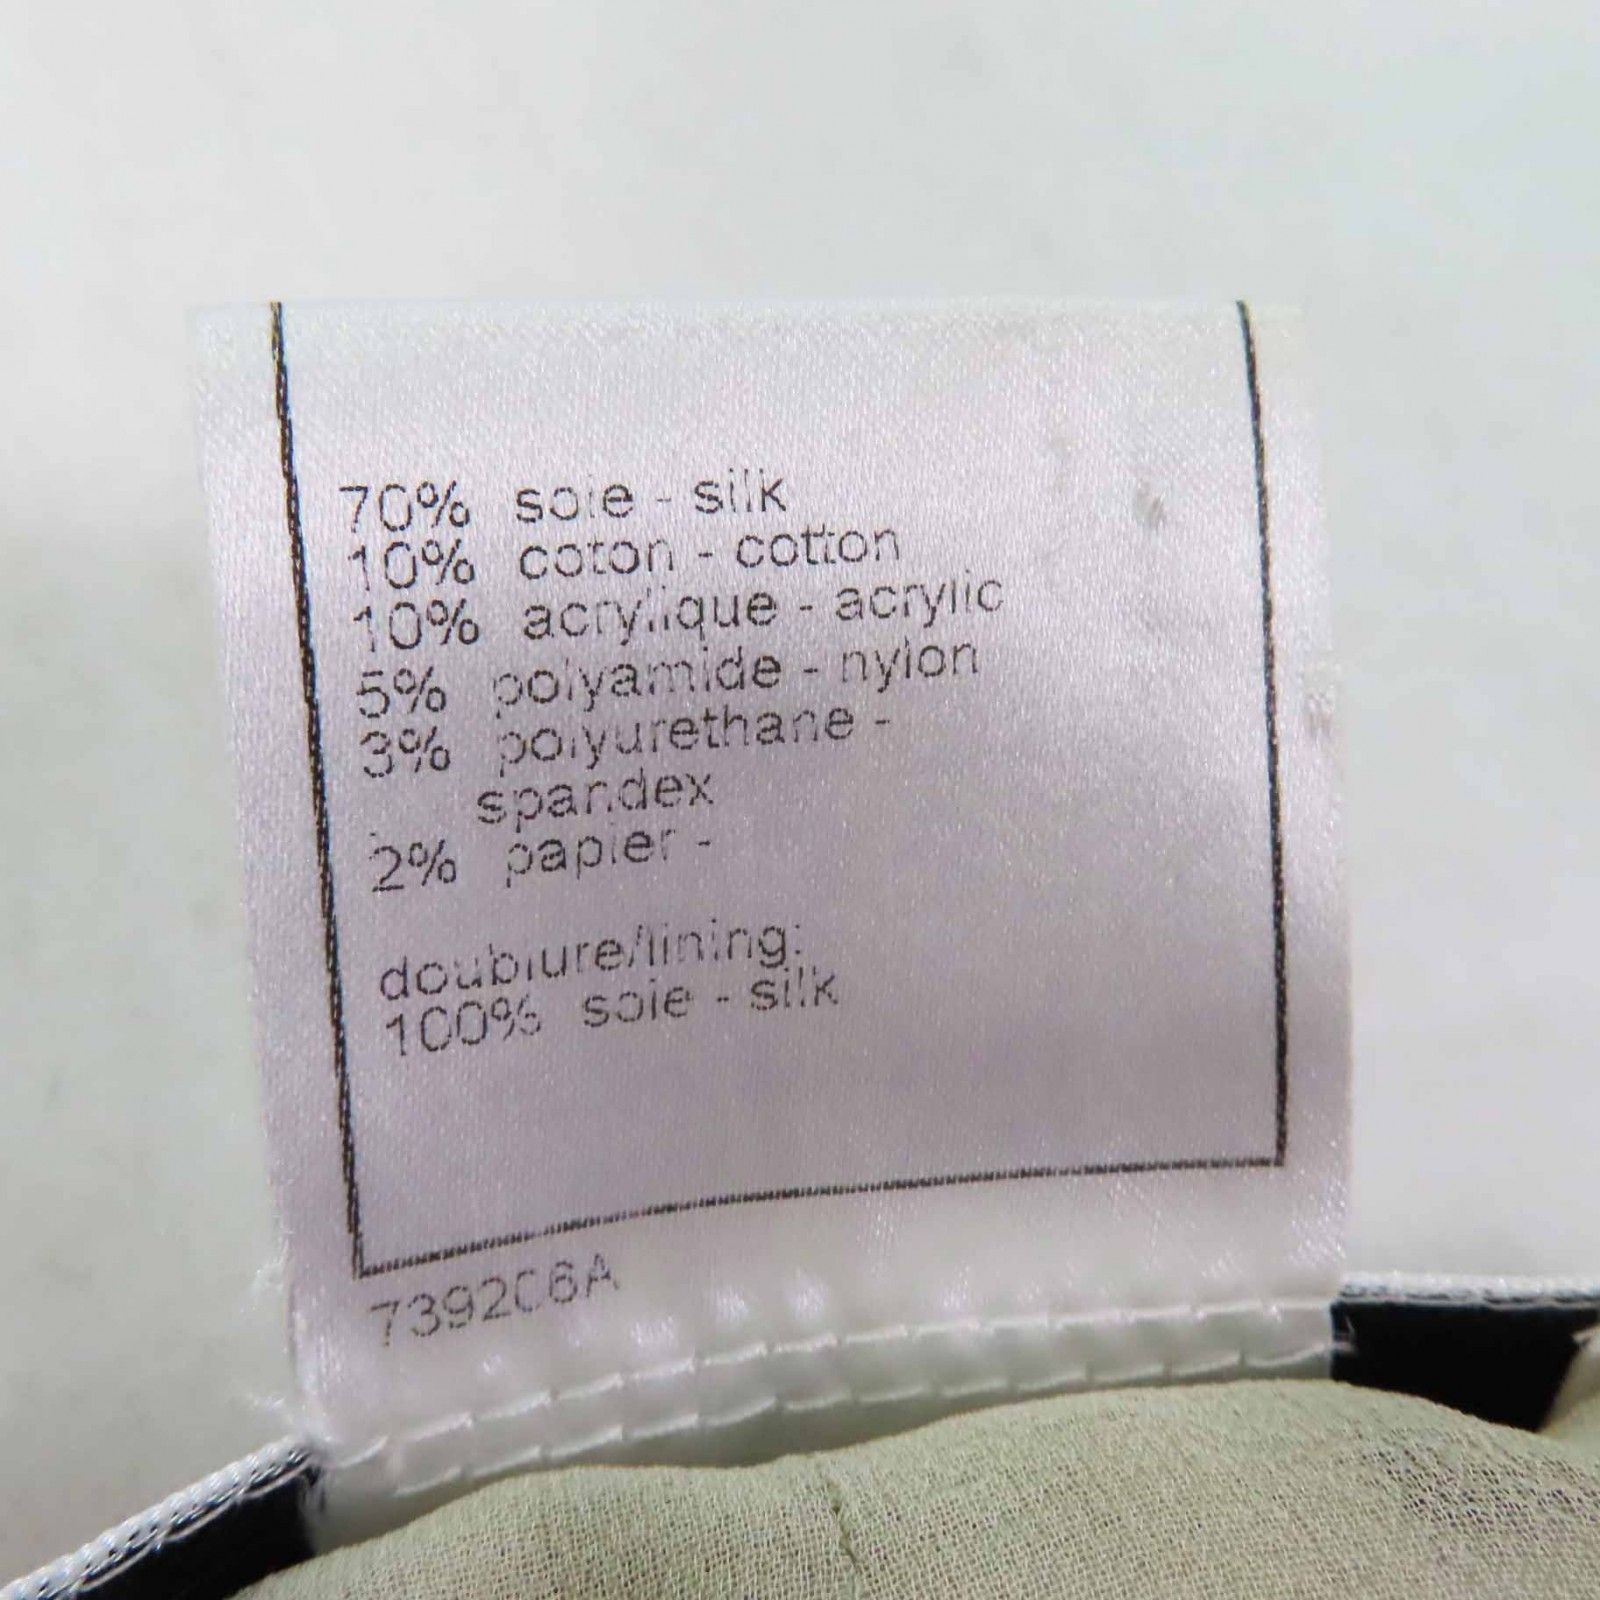 70% soie - silk
10% coton - cotton
10% acrylique - acrylic
5% polyamide - nylon
3% polyurethane -
spandex
2% papier -
doublure/lining:
100% soie - silk
739206A